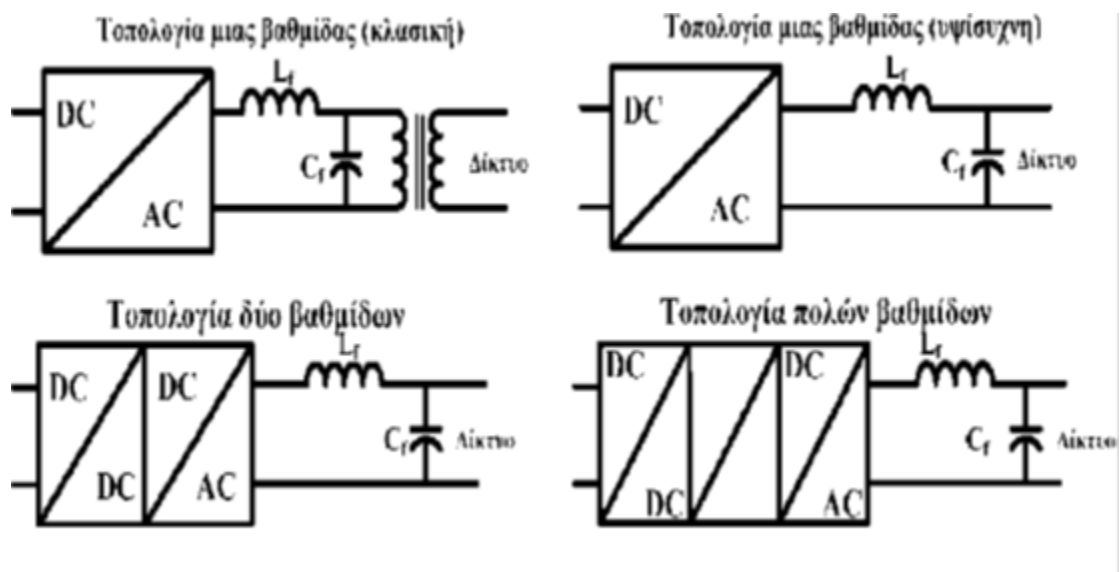 Τοπολογία μιας βαθμίδας (κλασική)
Lf
DC
AC
Cf
Δίκτυο
Τοπολογία μιας βαθμίδας (υψίσυχνη)
Lf
DC
AC
Cf
Δίκτυο
Τοπολογία δύο βαθμίδων
Lf
DC
DC
DC
AC
Cf
Δίκτυο
Τοπολογία πολών βαθμίδων
Lf
DC
DC
DC
AC
Cf
Δίκτυο